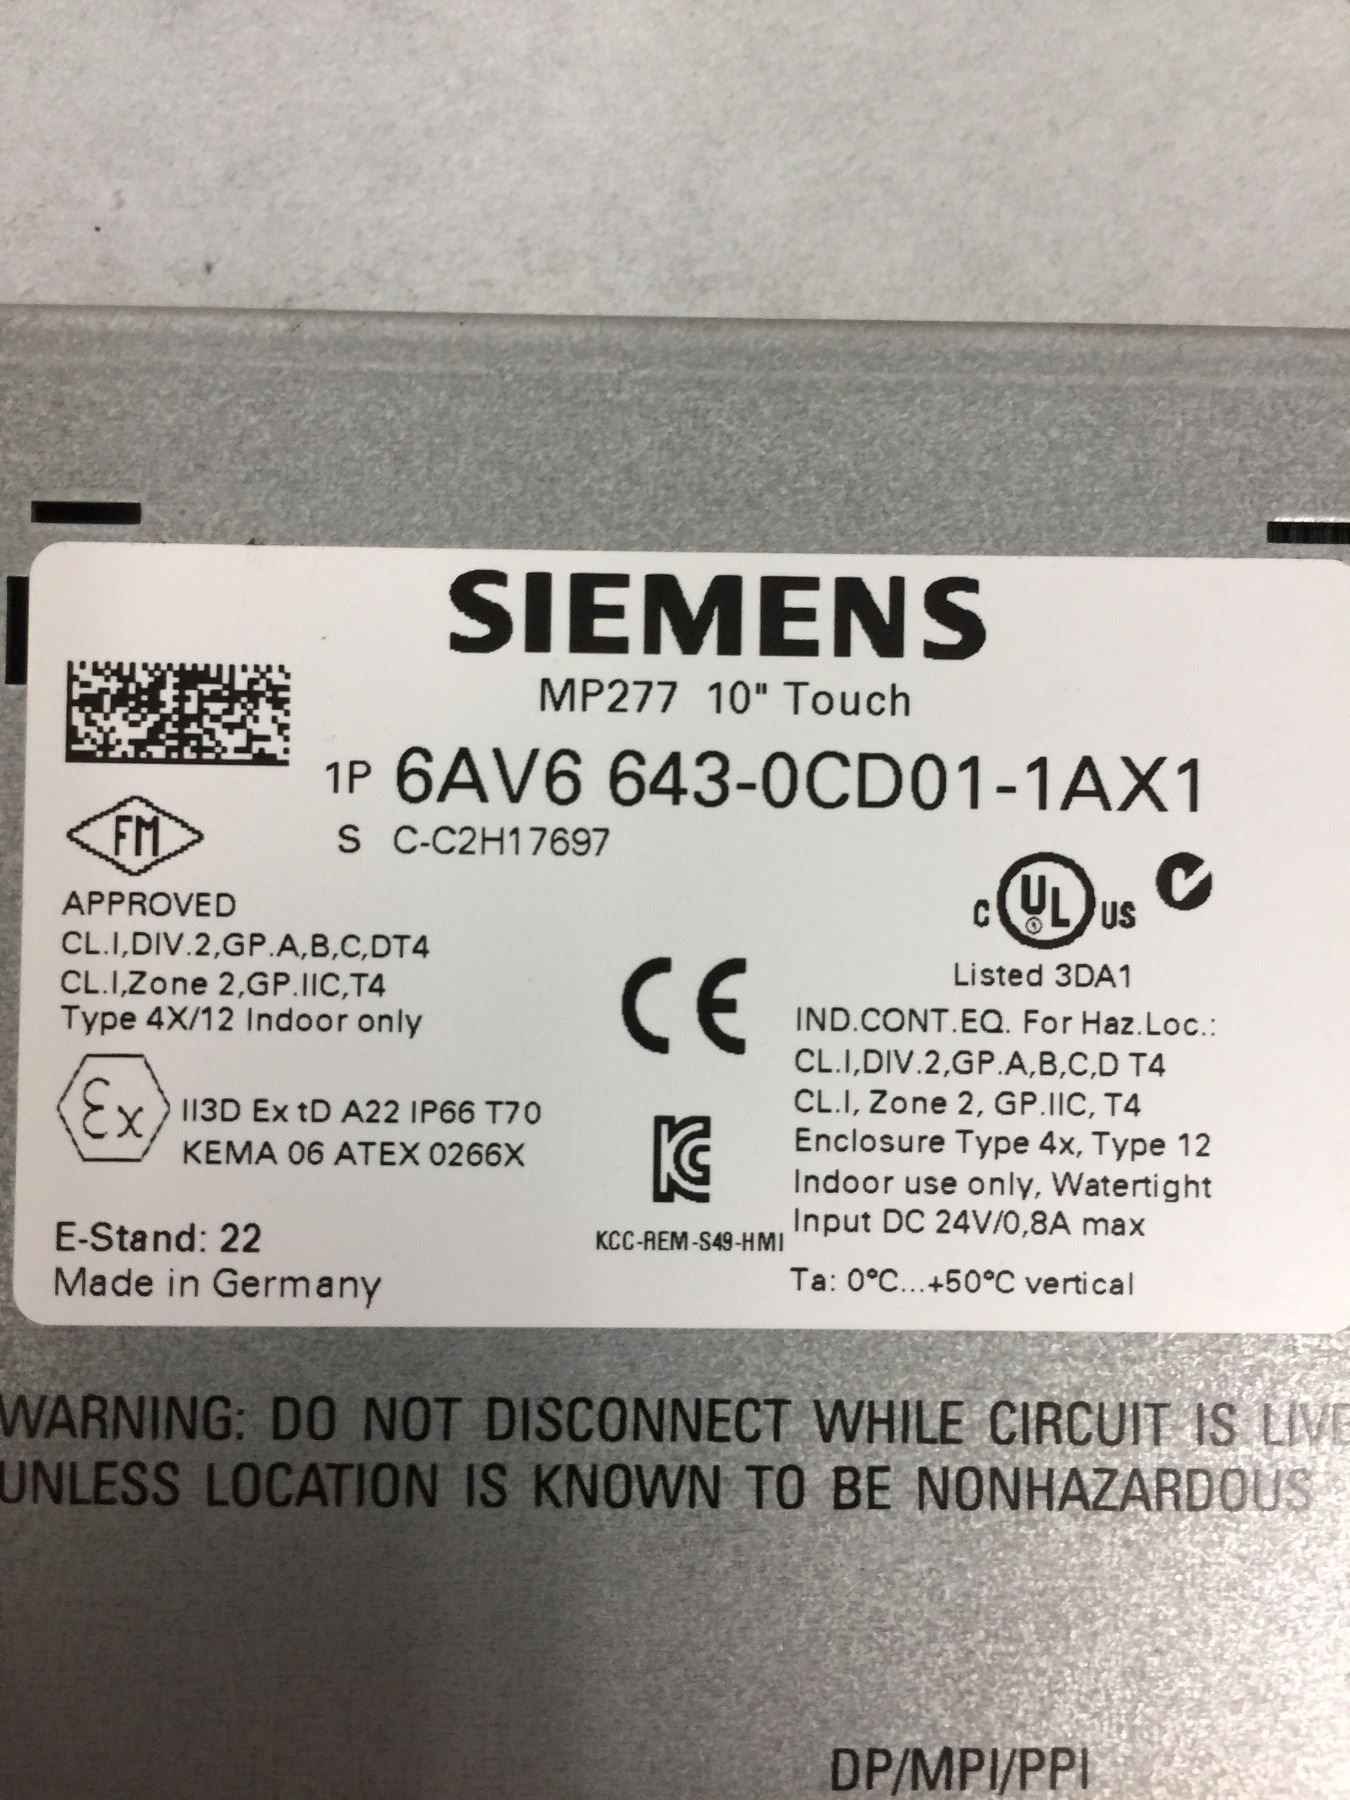 SIEMENS
MP277 10" Touch
1P 6AV6 643-0CD01-1AX1
S C-C2H17697
FM
APPROVED
CL.I,DIV.2,GP.A,B,C,DT4
CL.I,Zone 2,GP.IIC,T4
Type 4X/12 Indoor only
Ex
II3D Ex tD A22 IP66 T70
KEMA 06 ATEX 0266X
E-Stand: 22
Made in Germany
CE
KC
KCC-REM-S49-HMI
C UL US
Listed 3DA1
IND.CONT.EQ. For Haz.Loc.:
CL.I,DIV.2,GP.A,B,C,D T4
CL.I, Zone 2, GP.IIC, T4
Enclosure Type 4x, Type 12
Indoor use only, Watertight
Input DC 24V/0,8A max
Ta: 0°C...+50°C vertical
WARNING: DO NOT DISCONNECT WHILE CIRCUIT IS LIVE
UNLESS LOCATION IS KNOWN TO BE NONHAZARDOUS
DP/MPI/PPI